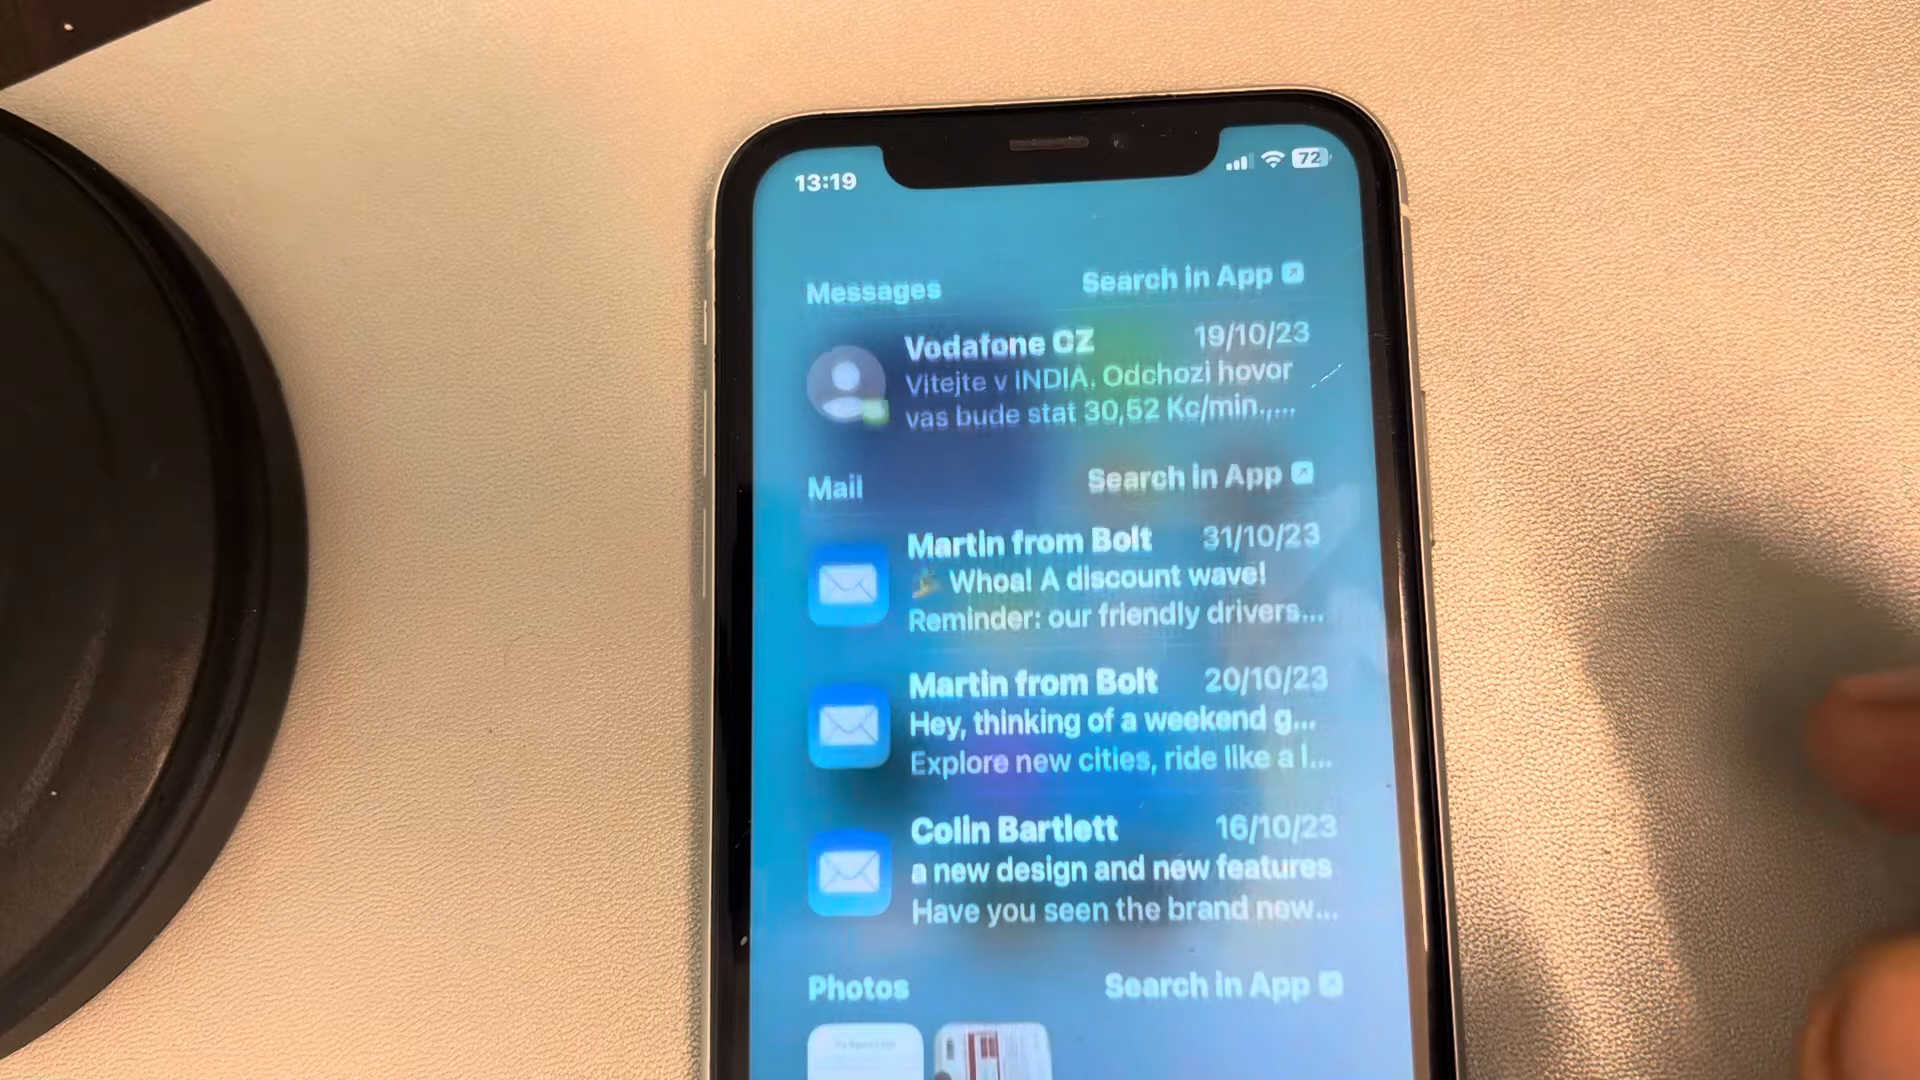 13:19
72
Messages
Search in App
Vodafone CZ
19/10/23
Vitejte v INDIA. Odchozi hovor
vas bude stat 30,52 Kc/min.,...
Mail
Search in App
Martin from Bolt
31/10/23
Whoa! A discount wave!
Reminder: our friendly drivers...
Martin from Bolt
20/10/23
Hey, thinking of a weekend g...
Explore new cities, ride like a l...
Colin Bartlett
16/10/23
a new design and new features
Have you seen the brand new...
Photos
Search in App